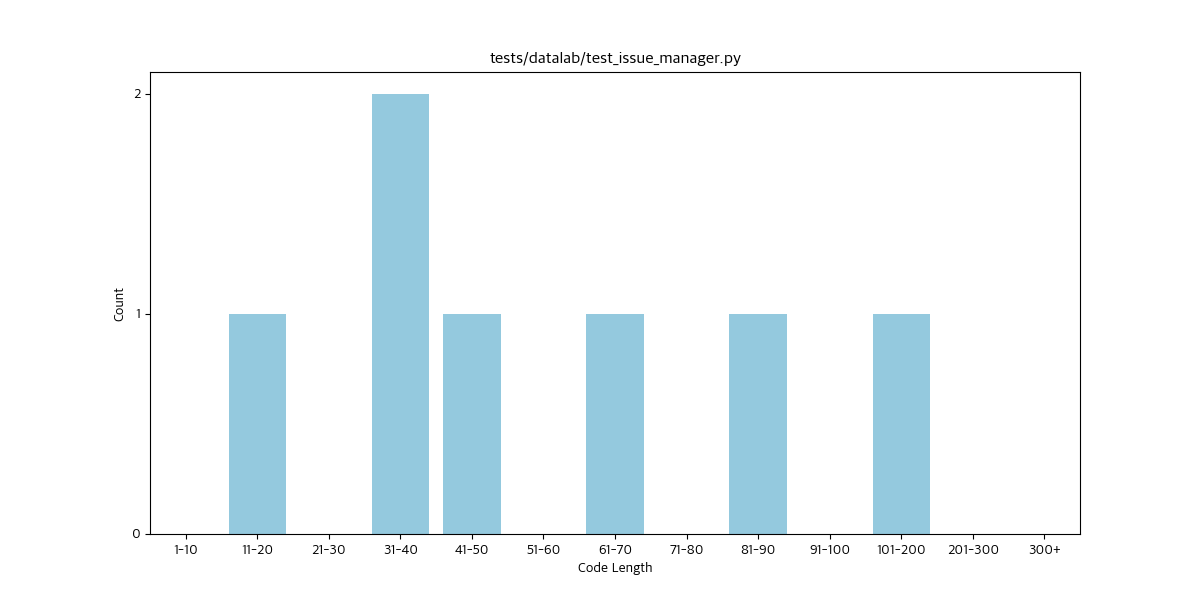 tests/datalab/test_issue_manager.py
Count
2
1
0
1-10 11-20 21-30 31-40 41-50 51-60 61-70 71-80 81-90 91-100 101-200 201-300 300+
Code Length